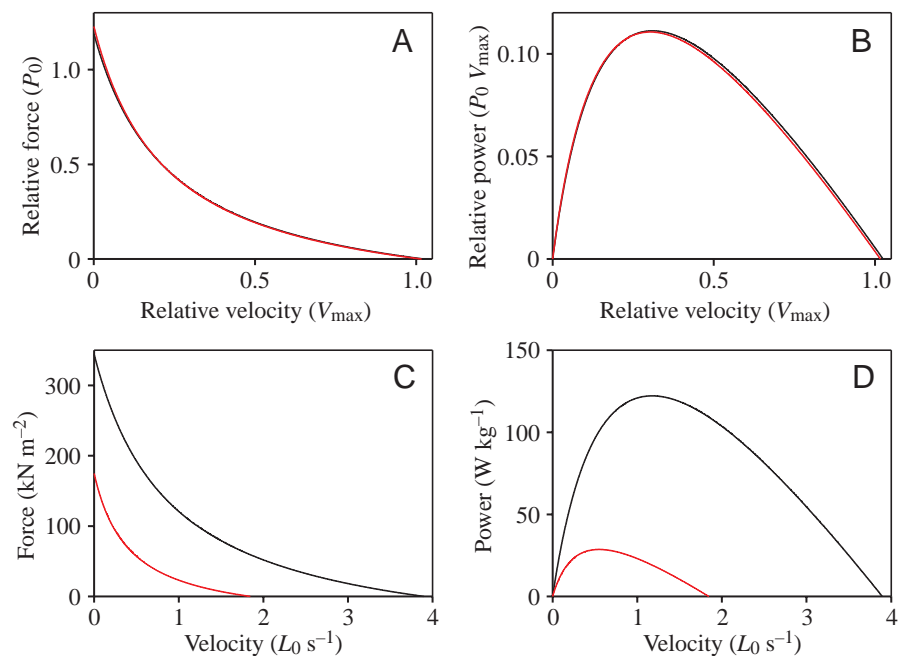 A
Relative force (P0)
1.0
0.5
0
0
0.5
1.0
Relative velocity (Vmax)
B
Relative power (P0 Vmax)
0.10
0.05
0
0
0.5
1.0
Relative velocity (Vmax)
C
Force (kN m–2)
300
200
100
0
0
1
2
3
4
Velocity (L0 s–1)
D
Power (W kg–1)
150
100
50
0
0
1
2
3
4
Velocity (L0 s–1)